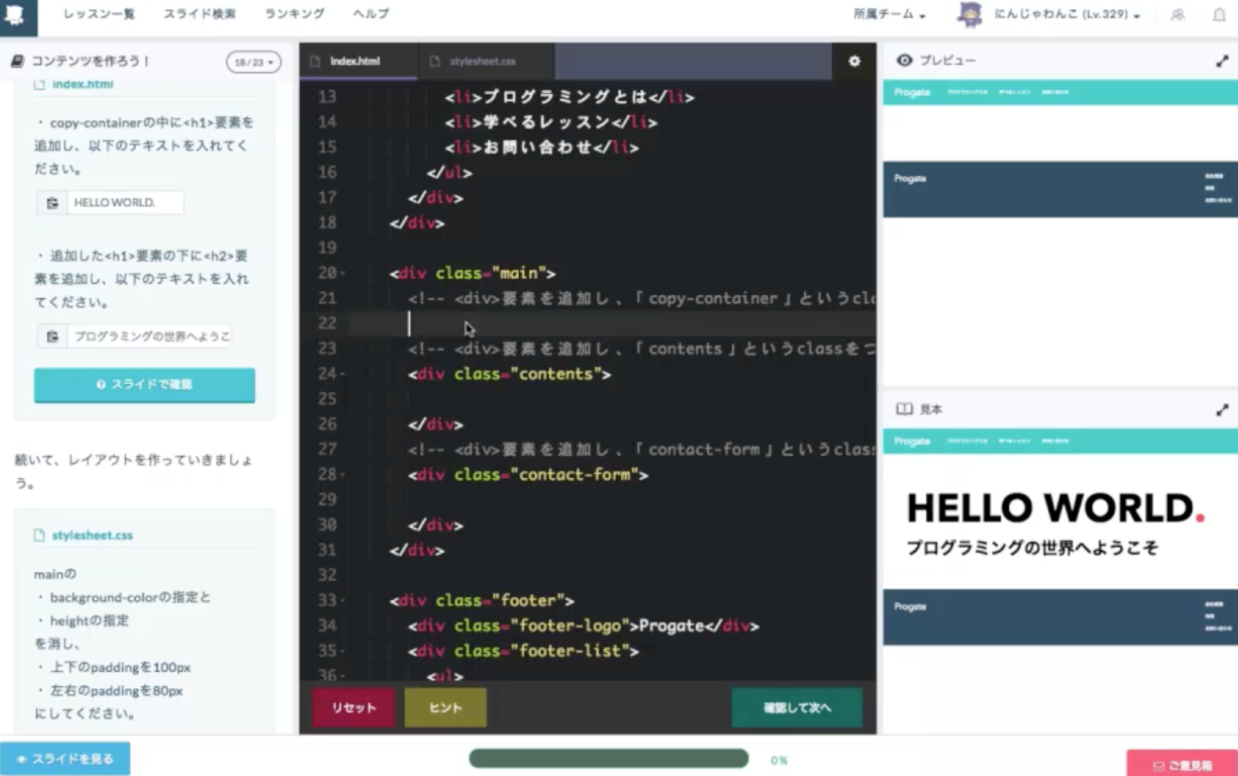 レッスン一覧 スライド検索 ランキング ヘルプ 所属チーム にんじゃわんこ (Lv.329)
コンテンツを作ろう！ 18/23
index.html
・ copy-containerの中に<h1>要素を
追加し、以下のテキストを入れてく
ださい。
HELLO WORLD.
・ 追加した<h1>要素の下に<h2>要
素を追加し、以下のテキストを入れ
てください。
プログラミングの世界へようこ
スライドで確認
続いて、レイアウトを作っていきましょ
う。
stylesheet.css
mainの
・ background-colorの指定と
・ heightの指定
を消し、
・ 上下のpaddingを100px
・ 左右のpaddingを80px
にしてください。
スライドを見る
index.html stylesheet.css
13 <li>プログラミングとは</li>
14 <li>学べるレッスン</li>
15 <li>お問い合わせ</li>
16 </ul>
17 </div>
18 </div>
19
20 <div class="main">
21 <!-- <div>要素を追加し、「copy-container」というcla
22
23 <!-- <div>要素を追加し、「contents」というclassをつ
24 <div class="contents">
25
26 </div>
27 <!-- <div>要素を追加し、「contact-form」というclass
28 <div class="contact-form">
29
30 </div>
31 </div>
32
33 <div class="footer">
34 <div class="footer-logo">Progate</div>
35 <div class="footer-list">
36 <ul>
リセット ヒント 確認して次へ
0%
プレビュー
Progate
Progate
見本
Progate
HELLO WORLD.
プログラミングの世界へようこそ
Progate
ご意見箱